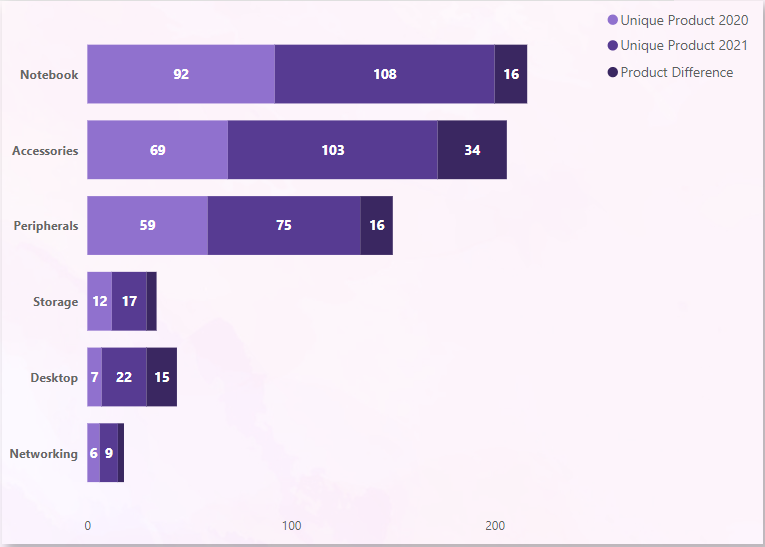 Unique Product 2020
Unique Product 2021
Product Difference
Notebook 92 108 16
Accessories 69 103 34
Peripherals 59 75 16
Storage 12 17
Desktop 7 22 15
Networking 6 9
0 100 200